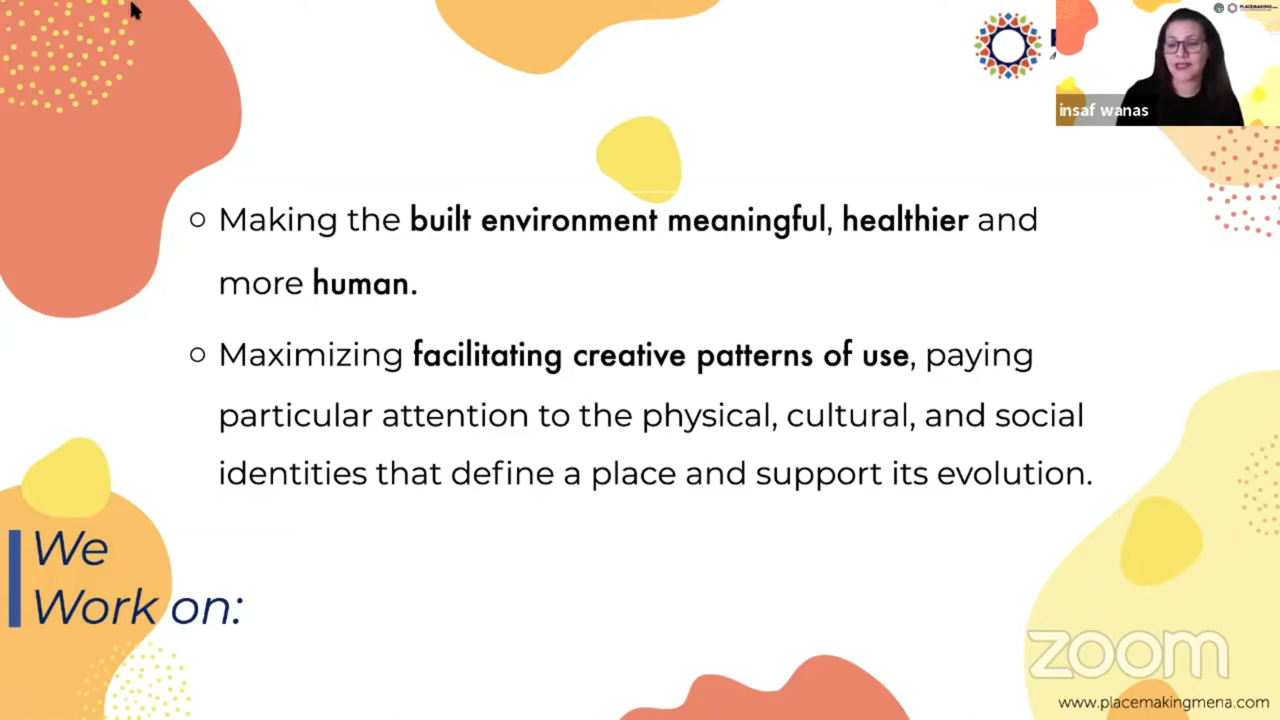 insaf wanas
○ Making the built environment meaningful, healthier and
more human.
○ Maximizing facilitating creative patterns of use, paying
particular attention to the physical, cultural, and social
identities that define a place and support its evolution.
We
Work on:
zoom
www.placemakingmena.com